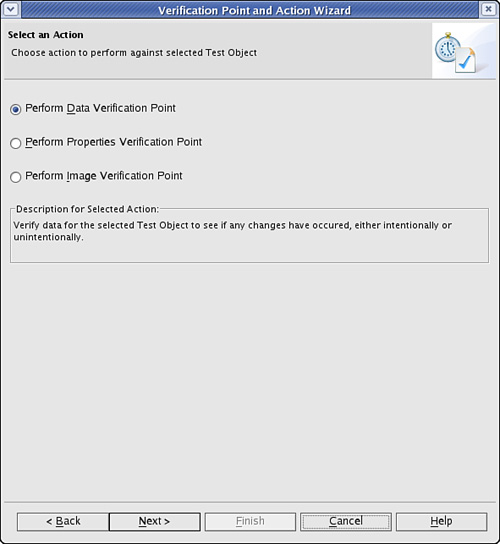 Verification Point and Action Wizard
Select an Action
Choose action to perform against selected Test Object
Perform Data Verification Point
Perform Properties Verification Point
Perform Image Verification Point
Description for Selected Action:
Verify data for the selected Test Object to see if any changes have occured, either intentionally or
unintentionally.
< Back Next > Finish Cancel Help